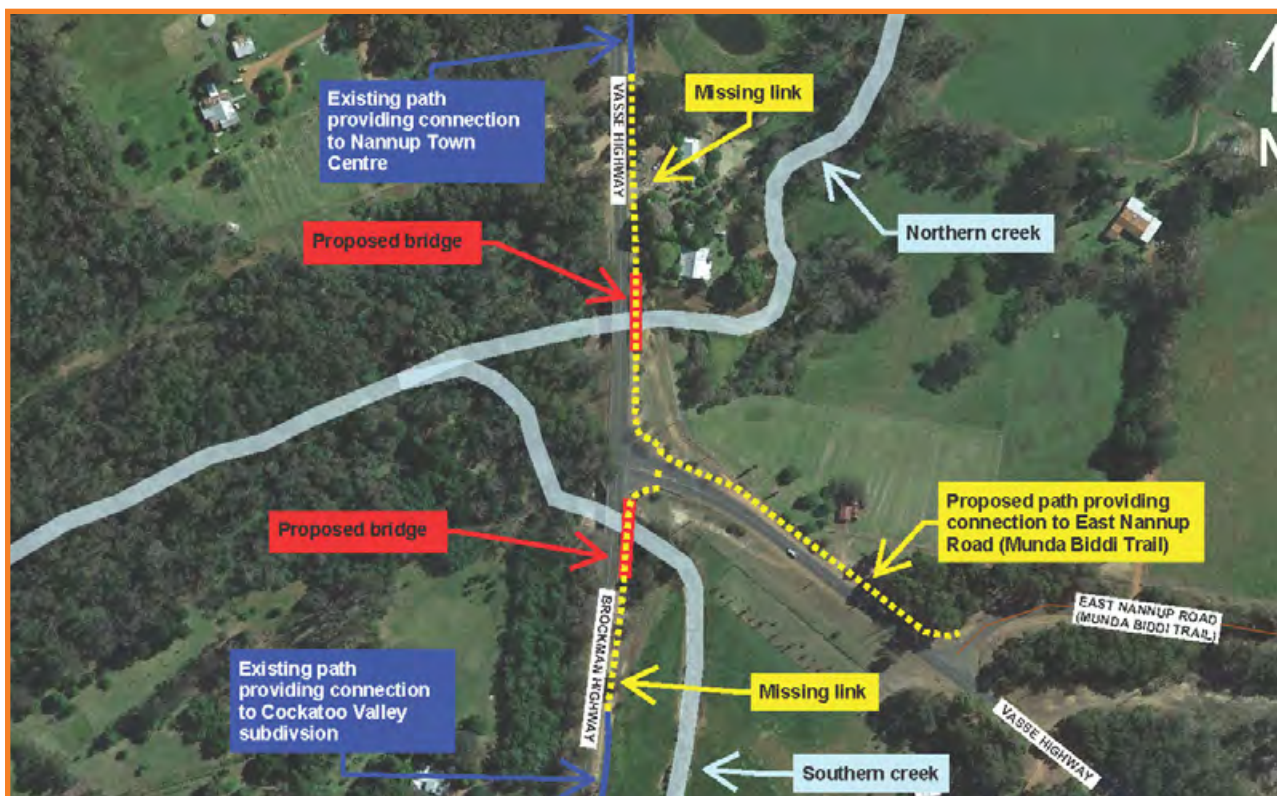 Existing path
providing connection
to Nannup Town
Centre
VASSE HIGHWAY
Missing link
N
Proposed bridge
Northern creek
Proposed bridge
Proposed path providing
connection to East Nannup
Road (Munda Biddi Trail)
EAST NANNUP ROAD
(MUNDA BIDDI TRAIL)
BROCKMAN HIGHWAY
Existing path
providing connection
to Cockatoo Valley
subdivsion
Missing link
VASSE HIGHWAY
Southern creek